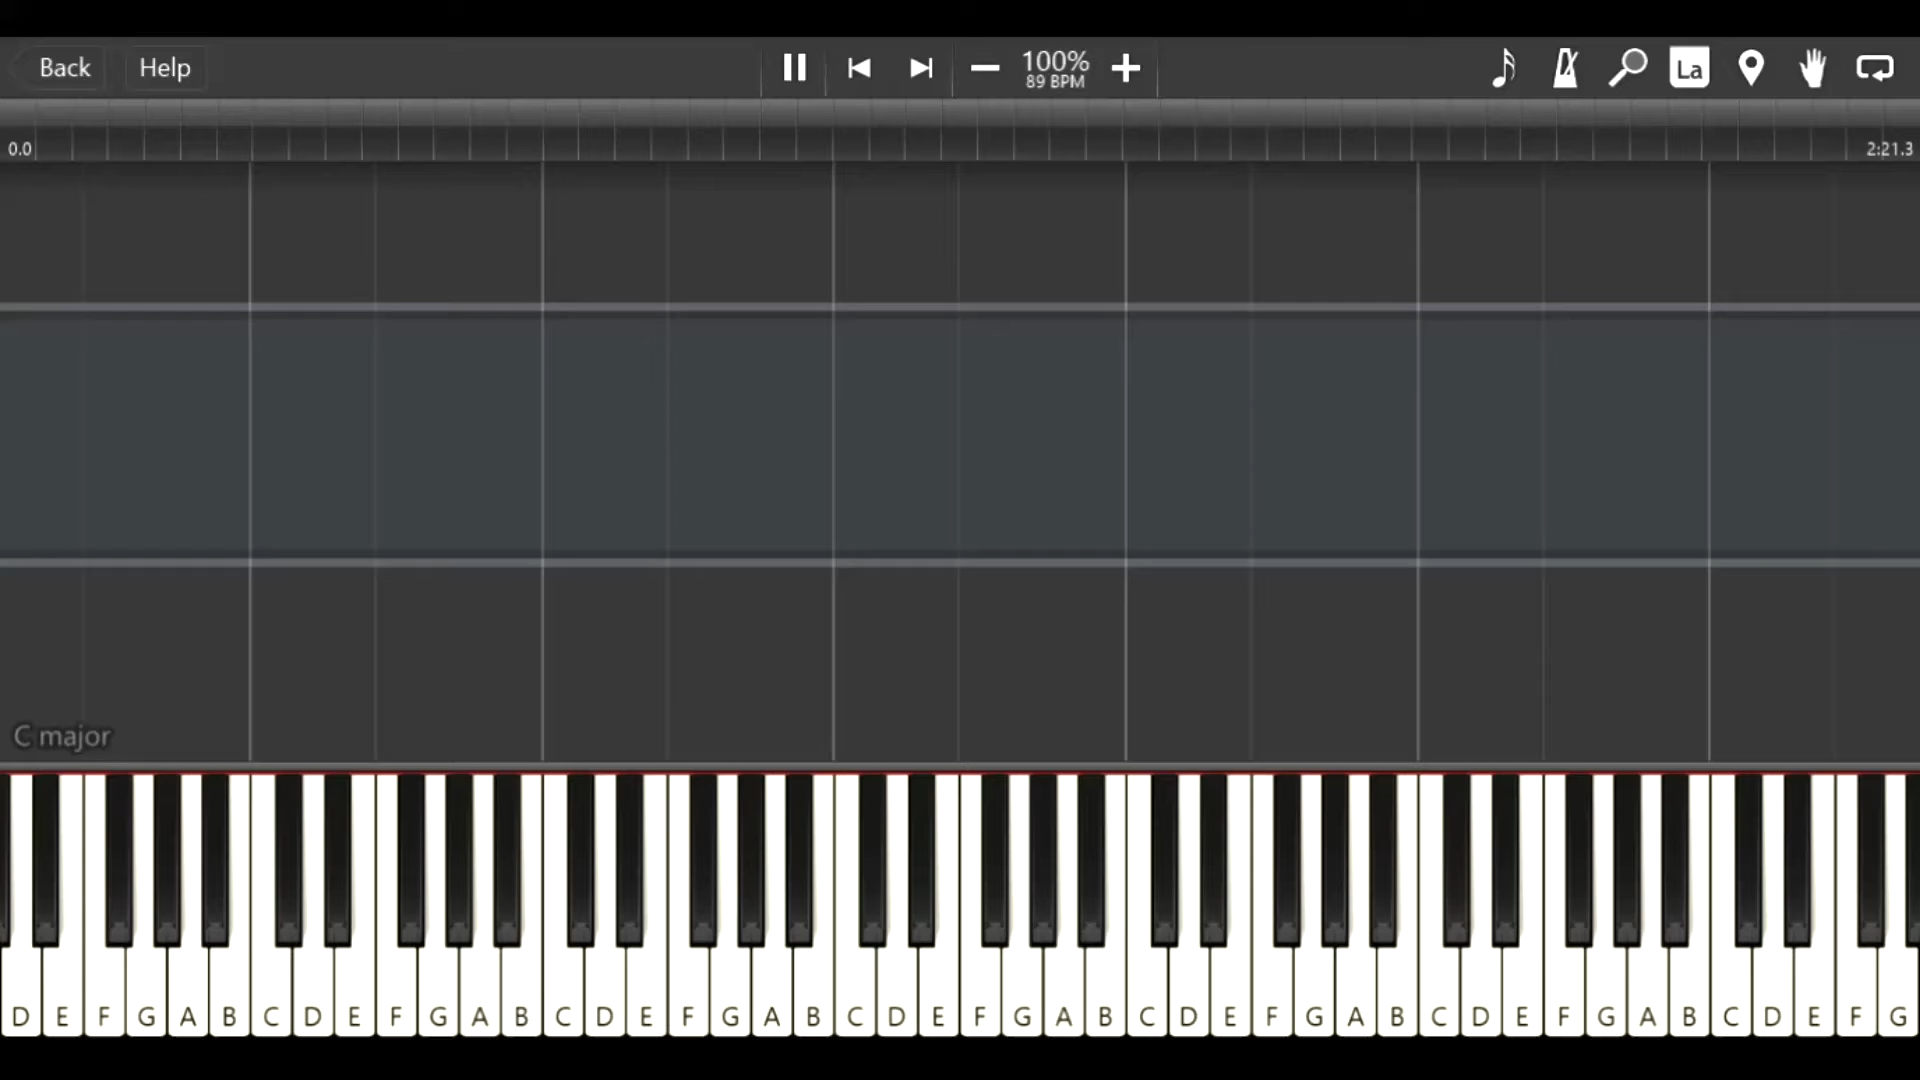 Back Help 100% La
89 BPM
0.0 2:21.3
C major
D E F G A B C D E F G A B C D E F G A B C D E F G A B C D E F G A B C D E F G A B C D E F G